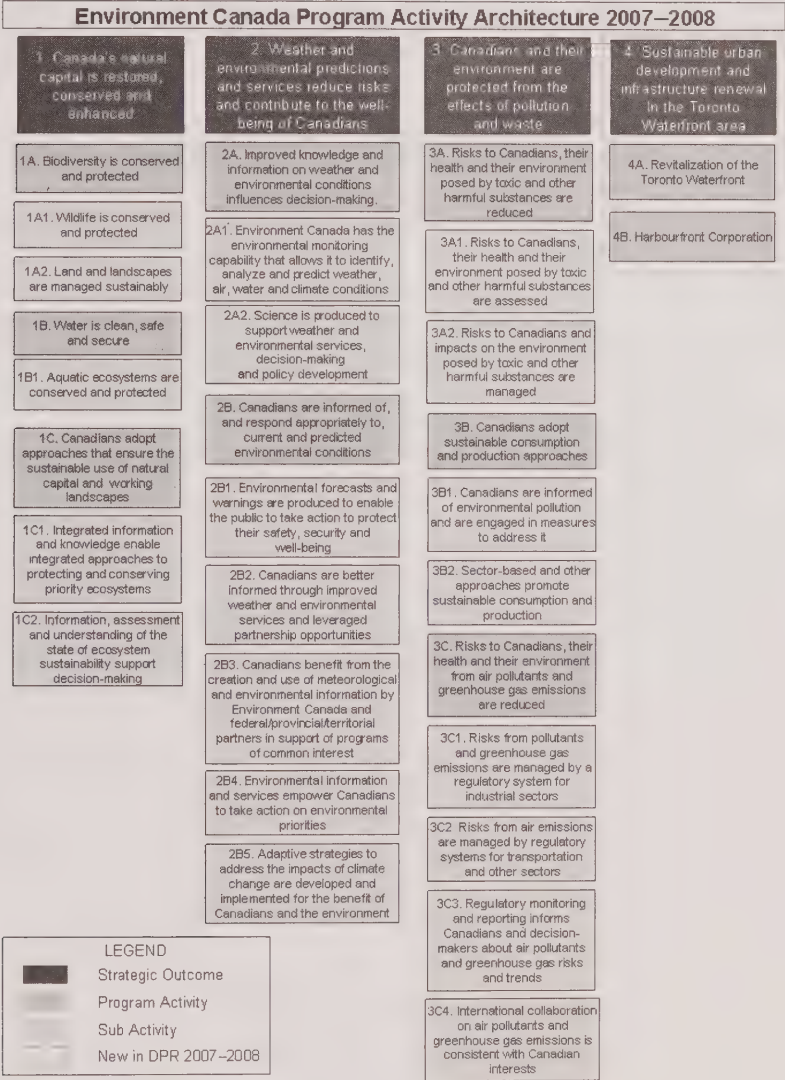 Environment Canada Program Activity Architecture 2007–2008
1. Canada's natural
capital is restored,
conserved and
enhanced
1A. Biodiversity is conserved
and protected
1A1. Wildlife is conserved
and protected
1A2. Land and landscapes
are managed sustainably
1B. Water is clean, safe
and secure
1B1. Aquatic ecosystems are
conserved and protected
1C. Canadians adopt
approaches that ensure the
sustainable use of natural
capital and working
landscapes
1C1. Integrated information
and knowledge enable
integrated approaches to
protecting and conserving
priority ecosystems
1C2. Information, assessment
and understanding of the
state of ecosystem
sustainability support
decision-making
2. Weather and
environmental predictions
and services reduce risks
and contribute to the well-
being of Canadians
2A. Improved knowledge and
information on weather and
environmental conditions
influences decision-making.
2A1. Environment Canada has the
environmental monitoring
capability that allows it to identify,
analyze and predict weather,
air, water and climate conditions
2A2. Science is produced to
support weather and
environmental services,
decision-making
and policy development
2B. Canadians are informed of,
and respond appropriately to,
current and predicted
environmental conditions
2B1. Environmental forecasts and
warnings are produced to enable
the public to take action to protect
their safety, security and
well-being
2B2. Canadians are better
informed through improved
weather and environmental
services and leveraged
partnership opportunities
2B3. Canadians benefit from the
creation and use of meteorological
and environmental information by
Environment Canada and
federal/provincial/territorial
partners in support of programs
of common interest
2B4. Environmental information
and services empower Canadians
to take action on environmental
priorities
2B5. Adaptive strategies to
address the impacts of climate
change are developed and
implemented for the benefit of
Canadians and the environment
3. Canadians and their
environment are
protected from the
effects of pollution
and waste
3A. Risks to Canadians, their
health and their environment
posed by toxic and other
harmful substances are
reduced
3A1. Risks to Canadians,
their health and their
environment posed by toxic
and other harmful substances
are assessed
3A2. Risks to Canadians and
impacts on the environment
posed by toxic and other
harmful substances are
managed
3B. Canadians adopt
sustainable consumption
and production approaches
3B1. Canadians are informed
of environmental pollution
and are engaged in measures
to address it
3B2. Sector-based and other
approaches promote
sustainable consumption and
production
3C. Risks to Canadians, their
health and their environment
from air pollutants and
greenhouse gas emissions
are reduced
3C1. Risks from pollutants
and greenhouse gas
emissions are managed by a
regulatory system for
industrial sectors
3C2 Risks from air emissions
are managed by regulatory
systems for transportation
and other sectors
3C3. Regulatory monitoring
and reporting informs
Canadians and decision-
makers about air pollutants
and greenhouse gas risks
and trends
3C4. International collaboration
on air pollutants and
greenhouse gas emissions is
consistent with Canadian
interests
4. Sustainable urban
development and
infrastructure renewal
in the Toronto
Waterfront area
4A. Revitalization of the
Toronto Waterfront
4B. Harbourfront Corporation
LEGEND
Strategic Outcome
Program Activity
Sub Activity
New in DPR 2007–2008